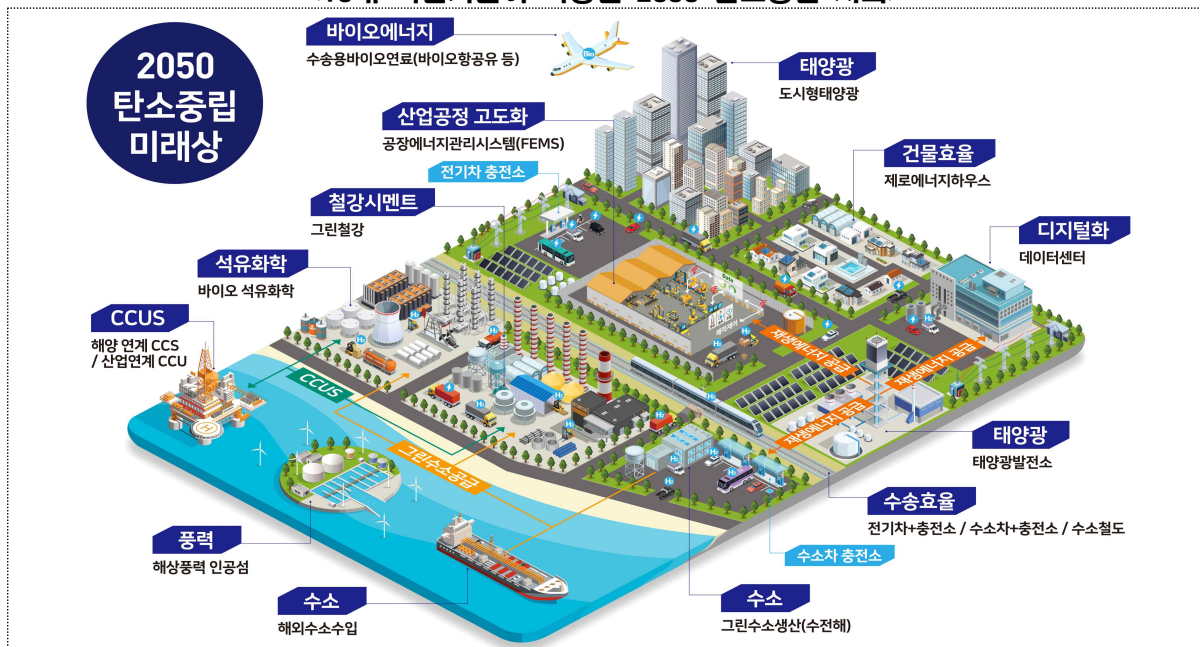 2050
탄소중립
미래상
바이오에너지
수송용바이오연료(바이오항공유 등)
Bio
태양광
도시형태양광
산업공정 고도화
공장에너지관리시스템(FEMS)
전기차 충전소
건물효율
제로에너지하우스
철강시멘트
그린철강
디지털화
데이터센터
석유화학
바이오 석유화학
CCUS
해양 연계 CCS
/ 산업연계 CCU
H2
CCUS
그린수소공급
재생에너지공급
재생에너지 공급
재생에너지 공급
태양광
태양광발전소
수송효율
전기차+충전소 / 수소차+충전소 / 수소철도
수소차 충전소
풍력
해상풍력 인공섬
수소
해외수소수입
수소
그린수소생산(수전해)